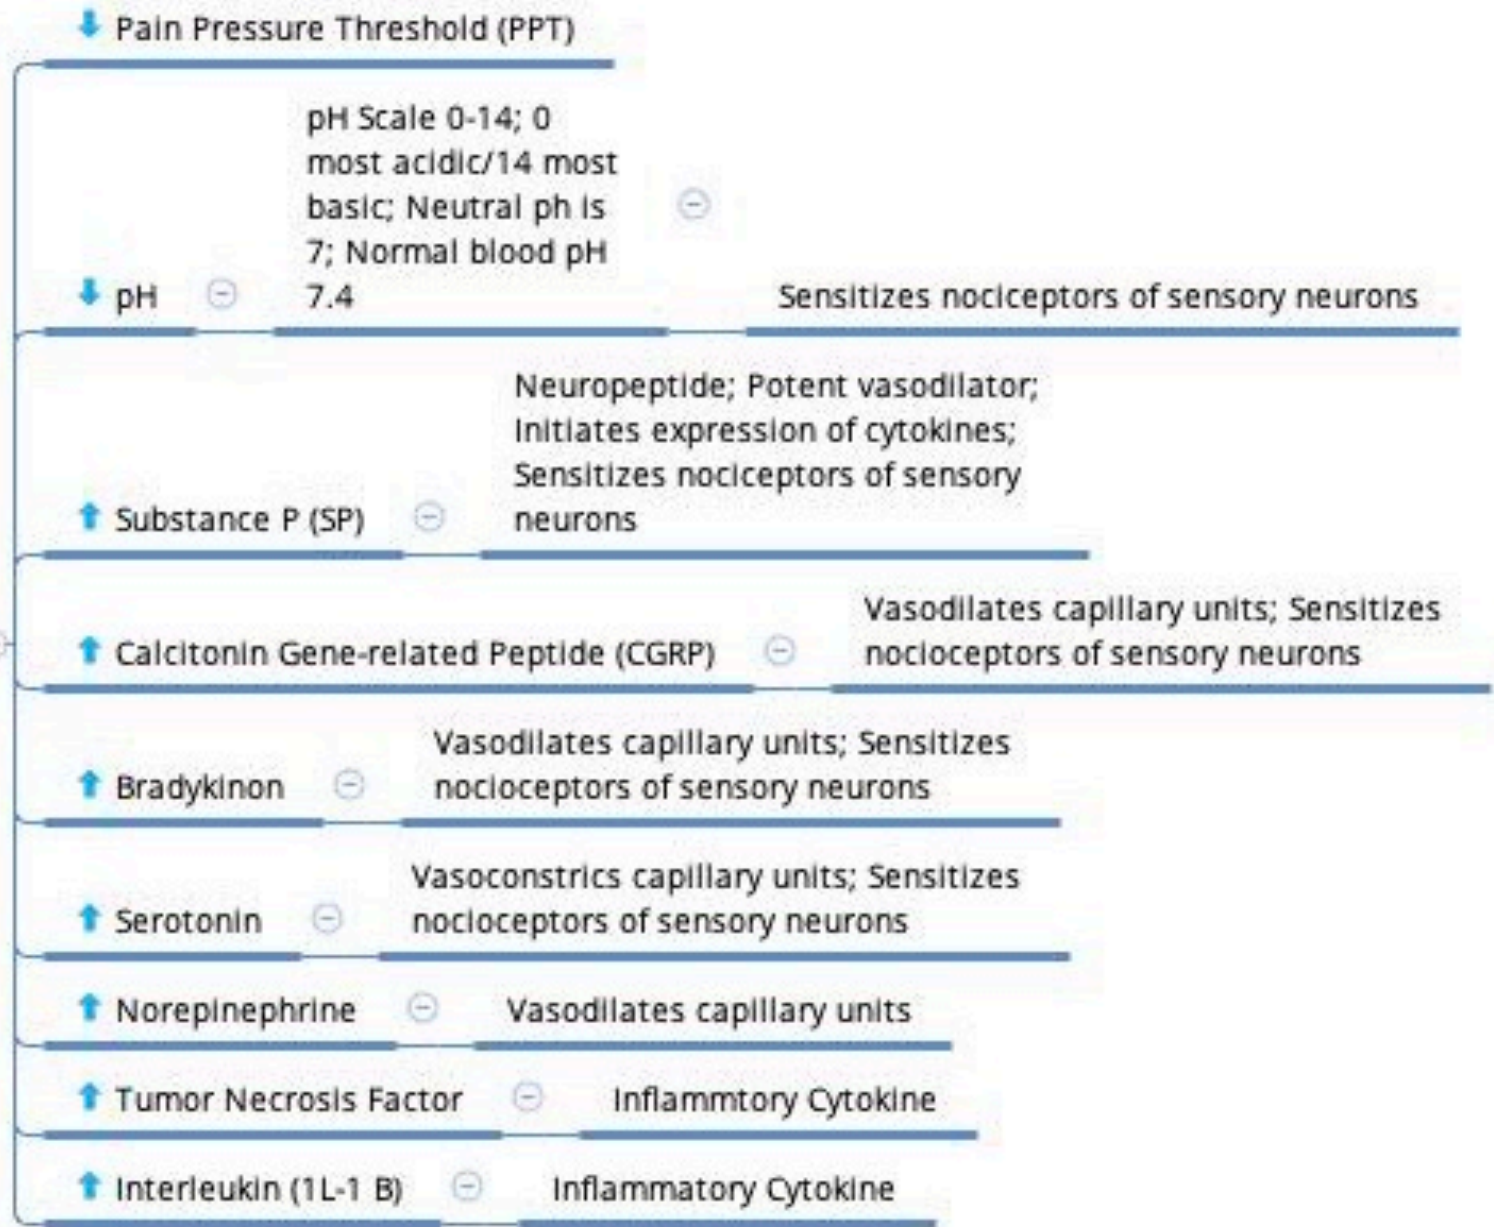 Pain Pressure Threshold (PPT)
pH Scale 0-14; 0
most acidic/14 most
basic; Neutral ph is
7; Normal blood pH
7.4
pH
Sensitizes nociceptors of sensory neurons
Neuropeptide; Potent vasodilator;
Initiates expression of cytokines;
Sensitizes nociceptors of sensory
neurons
Substance P (SP)
Vasodilates capillary units; Sensitizes
nocioceptors of sensory neurons
Calcitonin Gene-related Peptide (CGRP)
Vasodilates capillary units; Sensitizes
nocioceptors of sensory neurons
Bradykinon
Vasoconstrics capillary units; Sensitizes
nocioceptors of sensory neurons
Serotonin
Norepinephrine
Vasodilates capillary units
Tumor Necrosis Factor
Inflammtory Cytokine
Interleukin (1L-1 B)
Inflammatory Cytokine